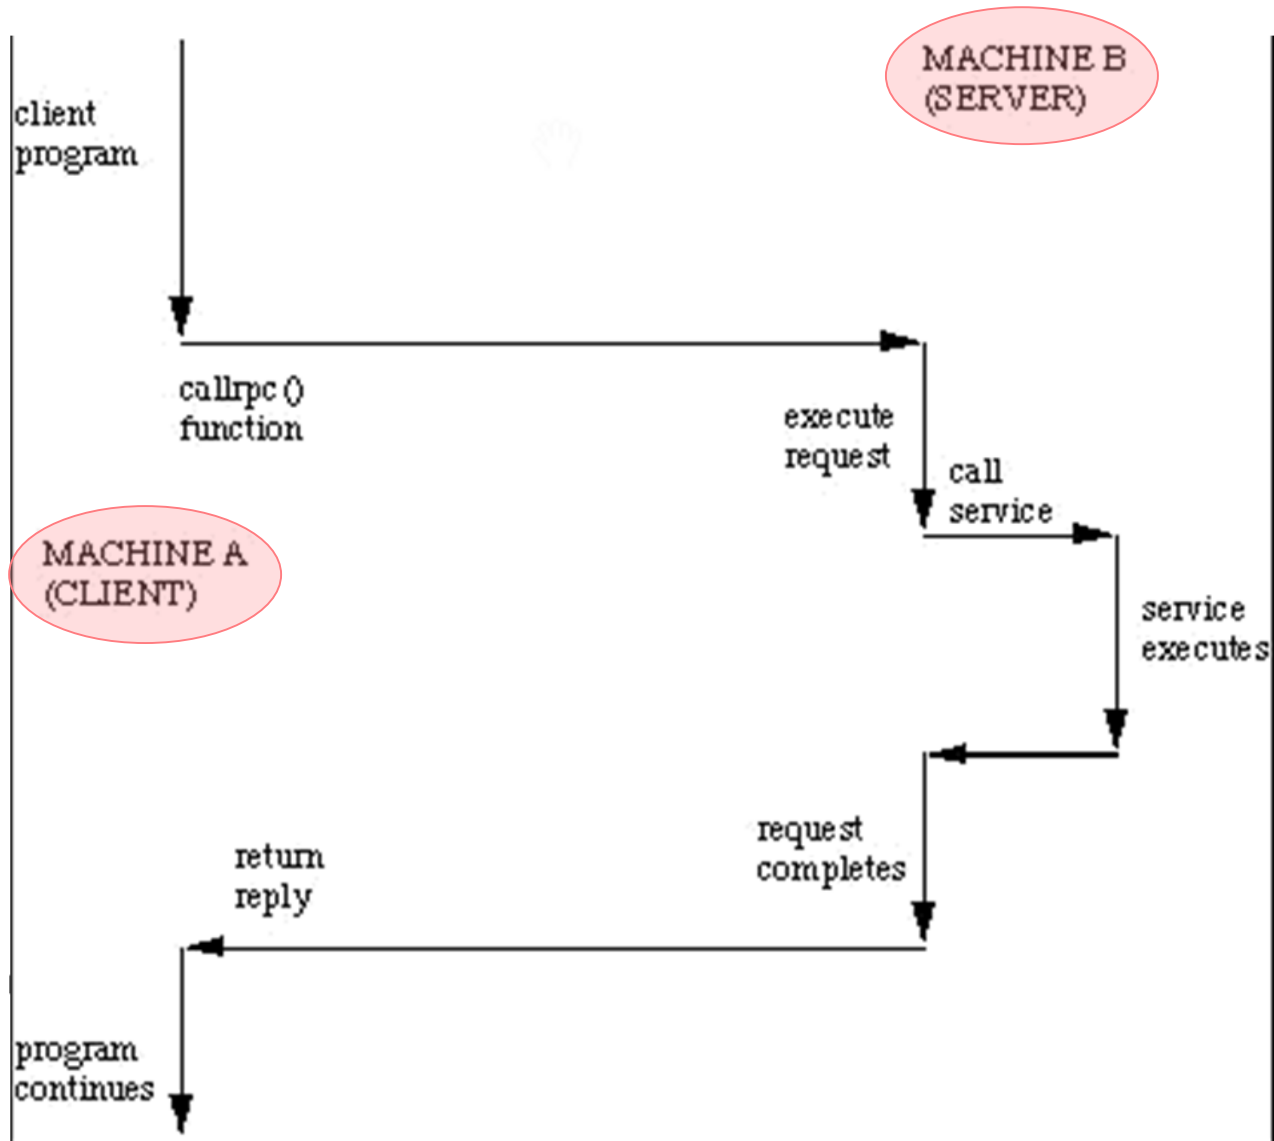 MACHINE B
(SERVER)
client
program
callrpc()
function
execute
request
call
service
MACHINE A
(CLIENT)
service
executes
request
completes
return
reply
program
continues